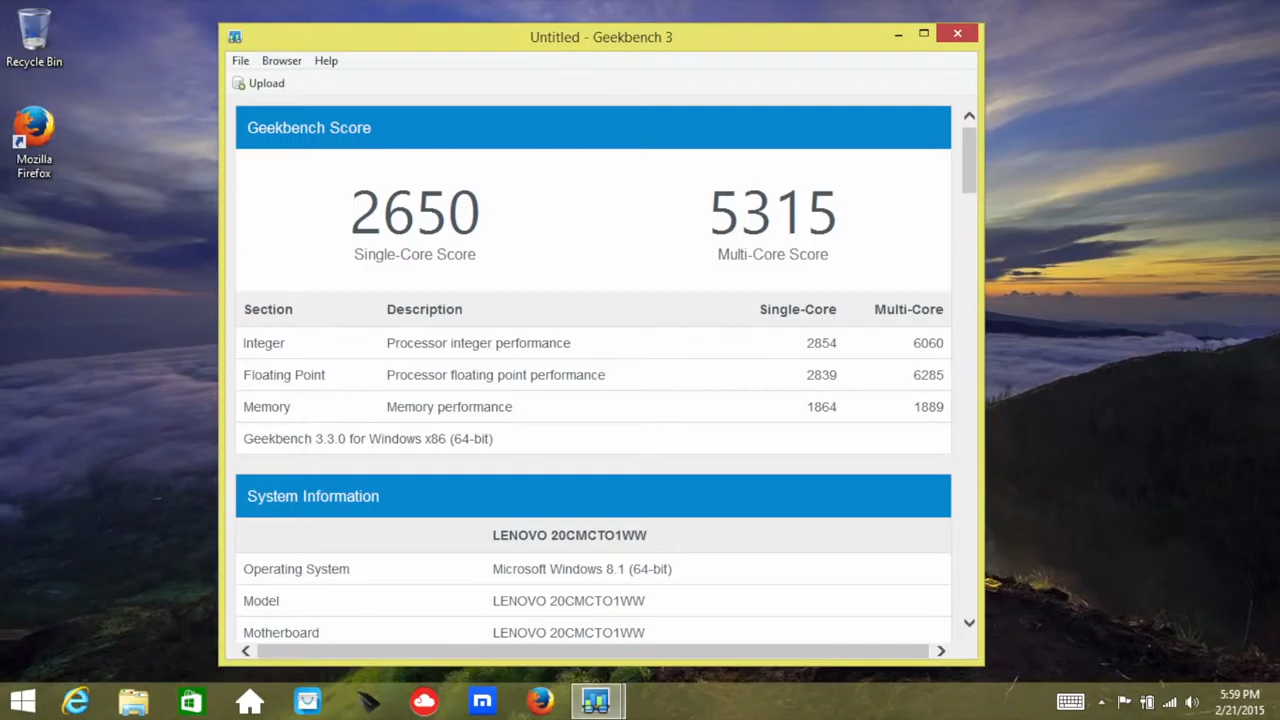 Recycle Bin
Mozilla
Firefox
Untitled - Geekbench 3
File Browser Help
Upload
Geekbench Score
2650 5315
Single-Core Score Multi-Core Score
Section Description Single-Core Multi-Core
Integer Processor integer performance 2854 6060
Floating Point Processor floating point performance 2839 6285
Memory Memory performance 1864 1889
Geekbench 3.3.0 for Windows x86 (64-bit)
System Information
LENOVO 20CMCTO1WW
Operating System Microsoft Windows 8.1 (64-bit)
Model LENOVO 20CMCTO1WW
Motherboard LENOVO 20CMCTO1WW
5:59 PM
2/21/2015